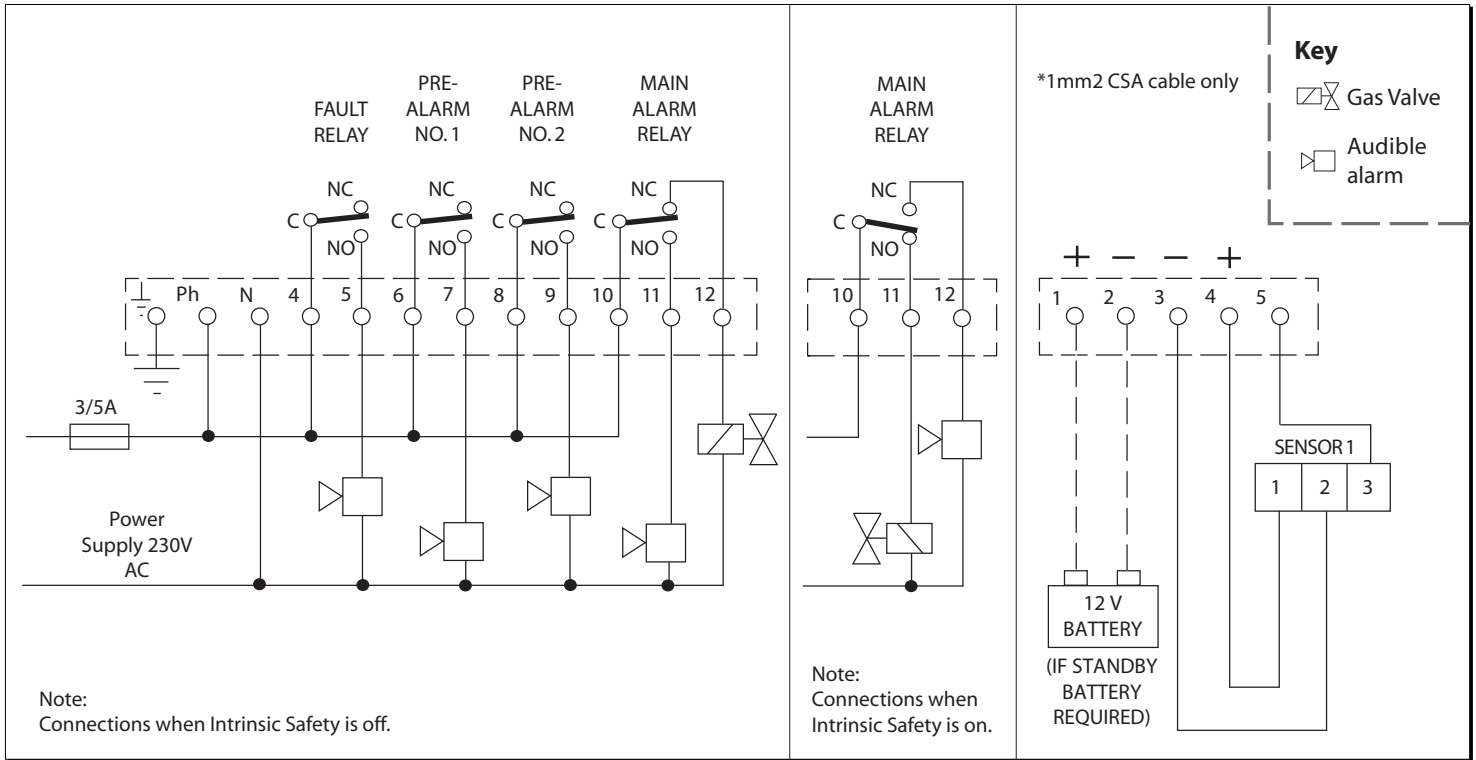 FAULT
RELAY
PRE-
ALARM
NO. 1
PRE-
ALARM
NO. 2
MAIN
ALARM
RELAY
NC
C
NO
NC
C
NO
NC
C
NO
NC
C
NO
Ph
N
4
5
6
7
8
9
10
11
12
3/5A
Power
Supply 230V
AC
Note:
Connections when Intrinsic Safety is off.
MAIN
ALARM
RELAY
NC
C
NO
10
11
12
Note:
Connections when
Intrinsic Safety is on.
*1mm2 CSA cable only
Key
Gas Valve
Audible
alarm
+ − − +
1
2
3
4
5
SENSOR 1
1
2
3
12 V
BATTERY
(IF STANDBY
BATTERY
REQUIRED)